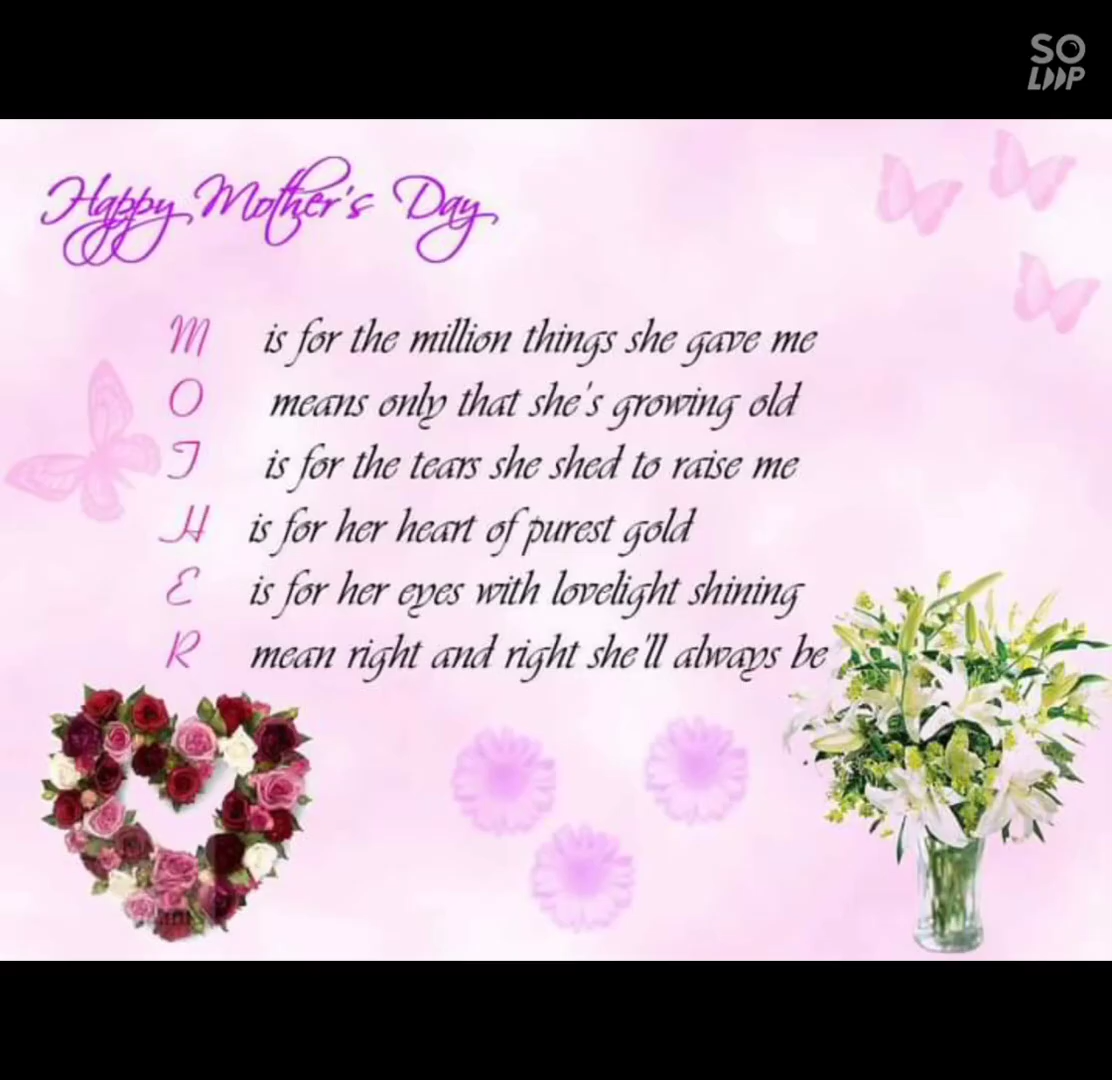 SO
LOOP
Happy Mother's Day
M is for the million things she gave me
O means only that she's growing old
T is for the tears she shed to raise me
H is for her heart of purest gold
E is for her eyes with lovelight shining
R mean right and right she'll always be